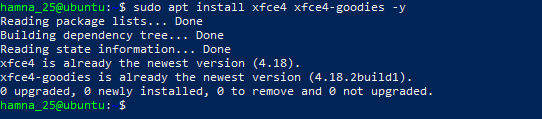 hamna_25@ubuntu: $ sudo apt install xfce4 xfce4-goodies -y
Reading package lists... Done
Building dependency tree... Done
Reading state information... Done
xfce4 is already the newest version (4.18).
xfce4-goodies is already the newest version (4.18.2build1).
0 upgraded, 0 newly installed, 0 to remove and 0 not upgraded.
hamna_25@ubuntu: $